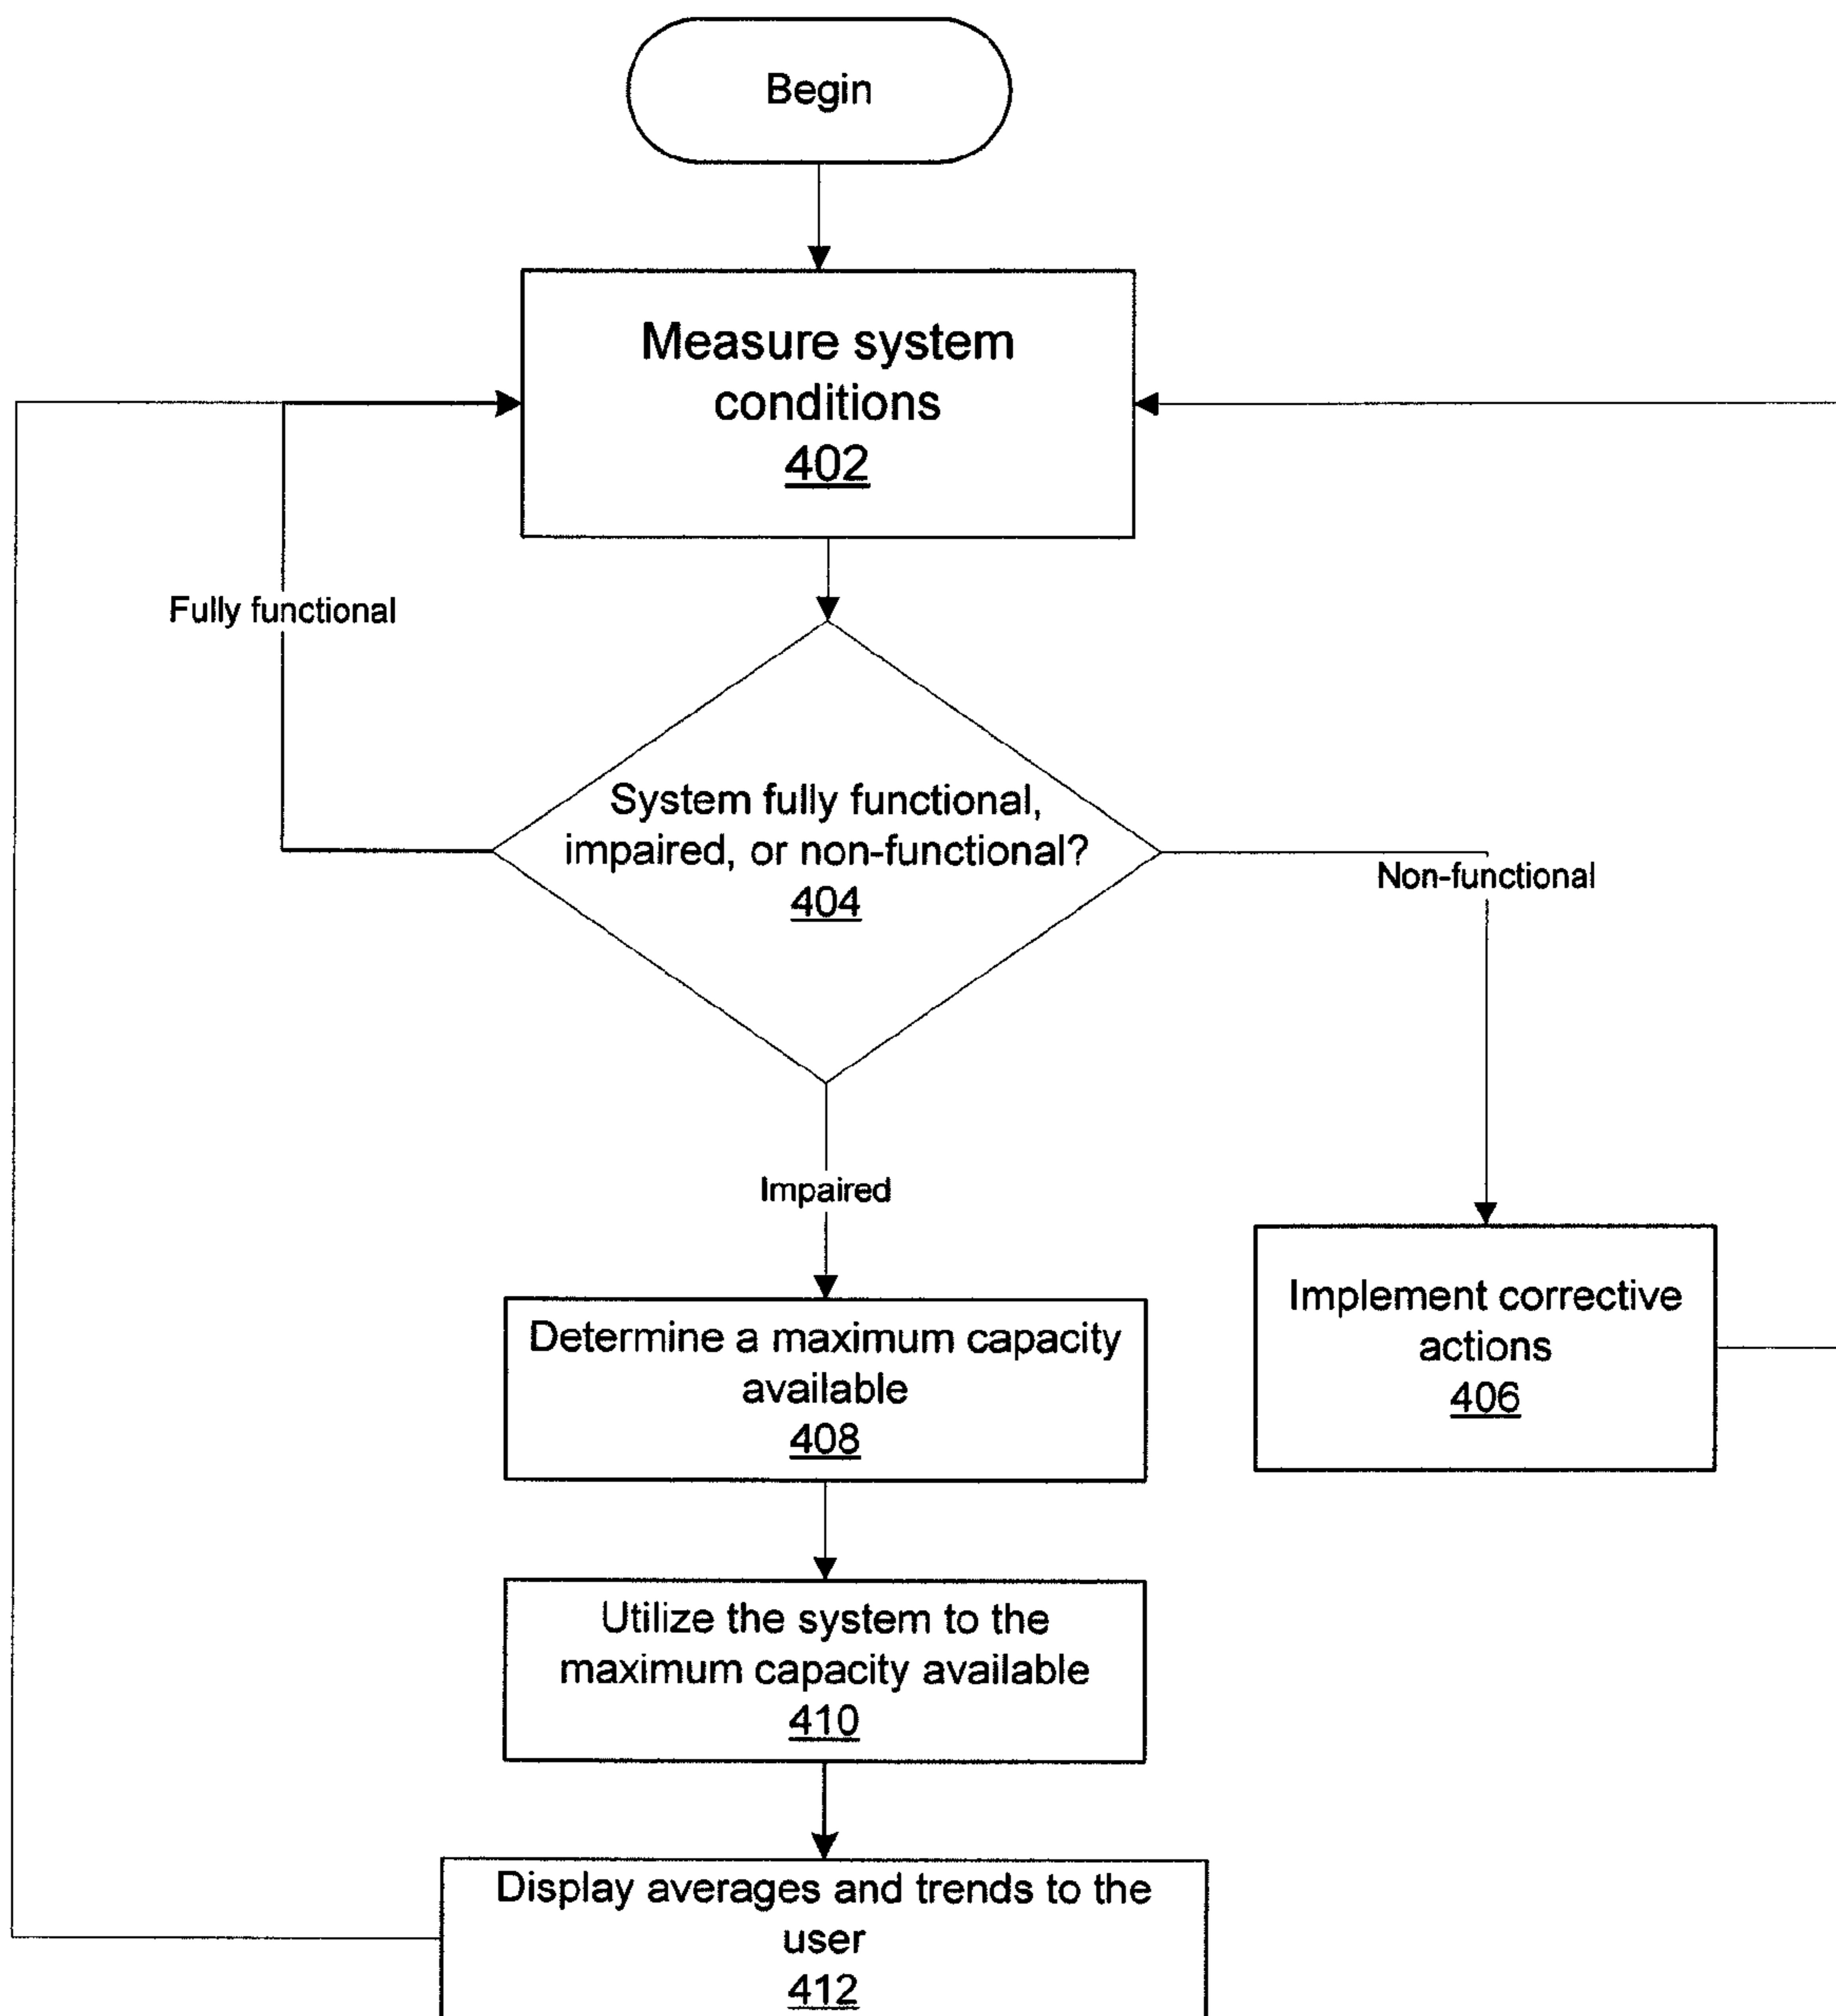 Begin
Measure system
conditions
402
Fully functional
System fully functional,
impaired, or non-functional?
404
Non-functional
Impaired
Implement corrective
actions
406
Determine a maximum capacity
available
408
Utilize the system to the
maximum capacity available
410
Display averages and trends to the
user
412